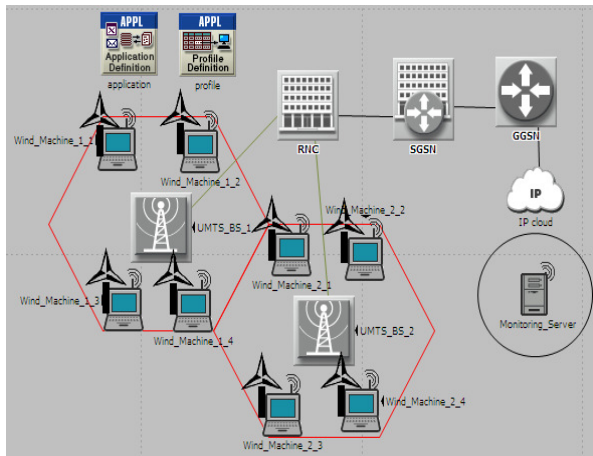 APPL
APPL
Application
Definition
Profile
Definition
application
profile
Wind_Machine_1_1
Wind_Machine_1_2
RNC
SGSN
GGSN
IP
IP cloud
UMTS_BS_1
Wind_Machine_2_2
Wind_Machine_2_1
Wind_Machine_1_3
Wind_Machine_1_4
Monitoring_Server
UMTS_BS_2
Wind_Machine_2_4
Wind_Machine_2_3